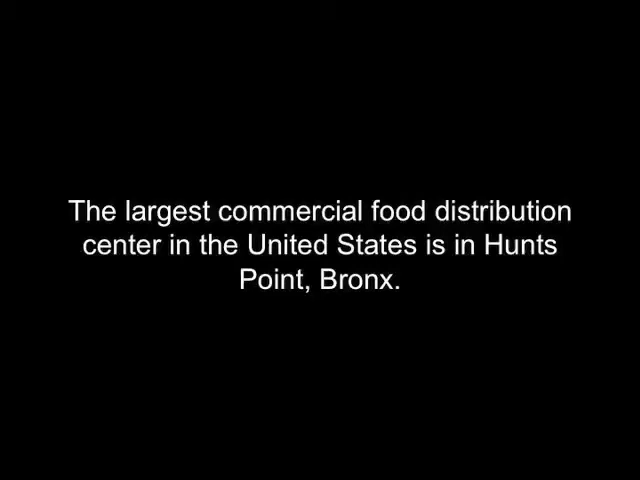 The largest commercial food distribution
center in the United States is in Hunts
Point, Bronx.